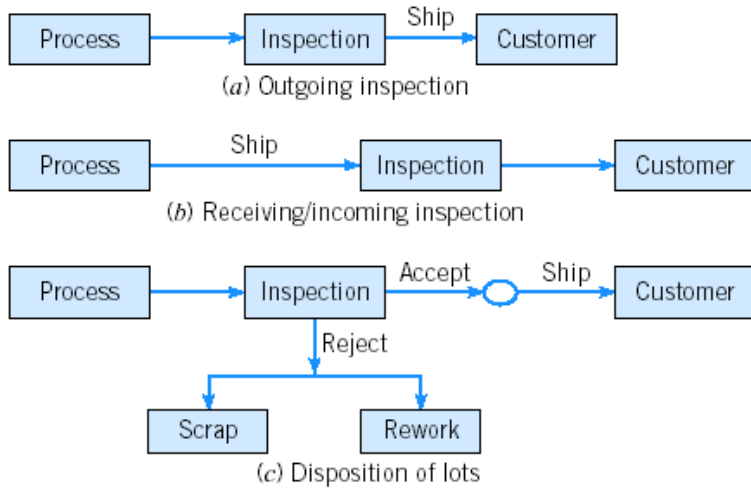 Ship
Process Inspection Customer
(a) Outgoing inspection
Ship
Process Inspection Customer
(b) Receiving/incoming inspection
Accept Ship
Process Inspection Customer
Reject
Scrap Rework
(c) Disposition of lots